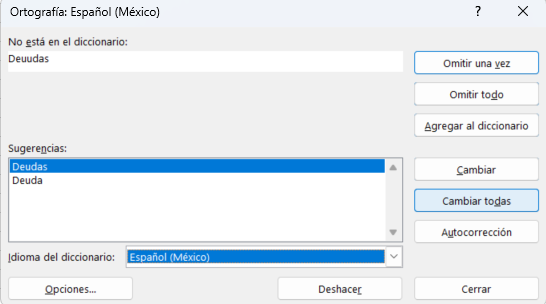 Ortografía: Español (México)
?
No está en el diccionario:
Deuudas
Omitir una vez
Omitir todo
Agregar al diccionario
Sugerencias:
Deudas
Deuda
Cambiar
Cambiar todas
Autocorrección
Idioma del diccionario:
Español (México)
Opciones...
Deshacer
Cerrar